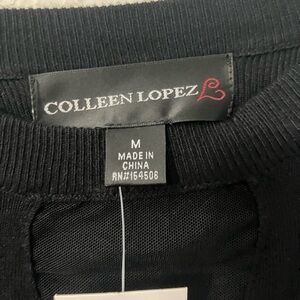 COLLEEN LOPEZ
M
MADE IN
CHINA
RN#154506